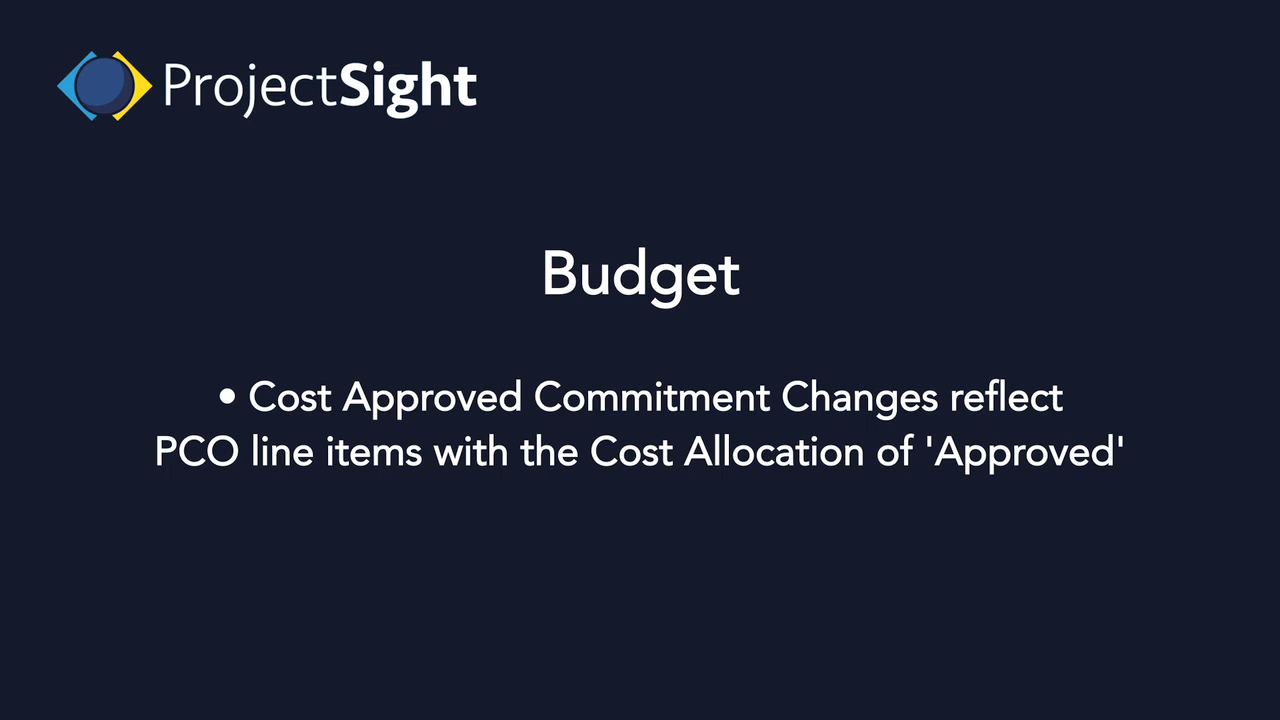 ProjectSight
Budget
• Cost Approved Commitment Changes reflect
PCO line items with the Cost Allocation of 'Approved'